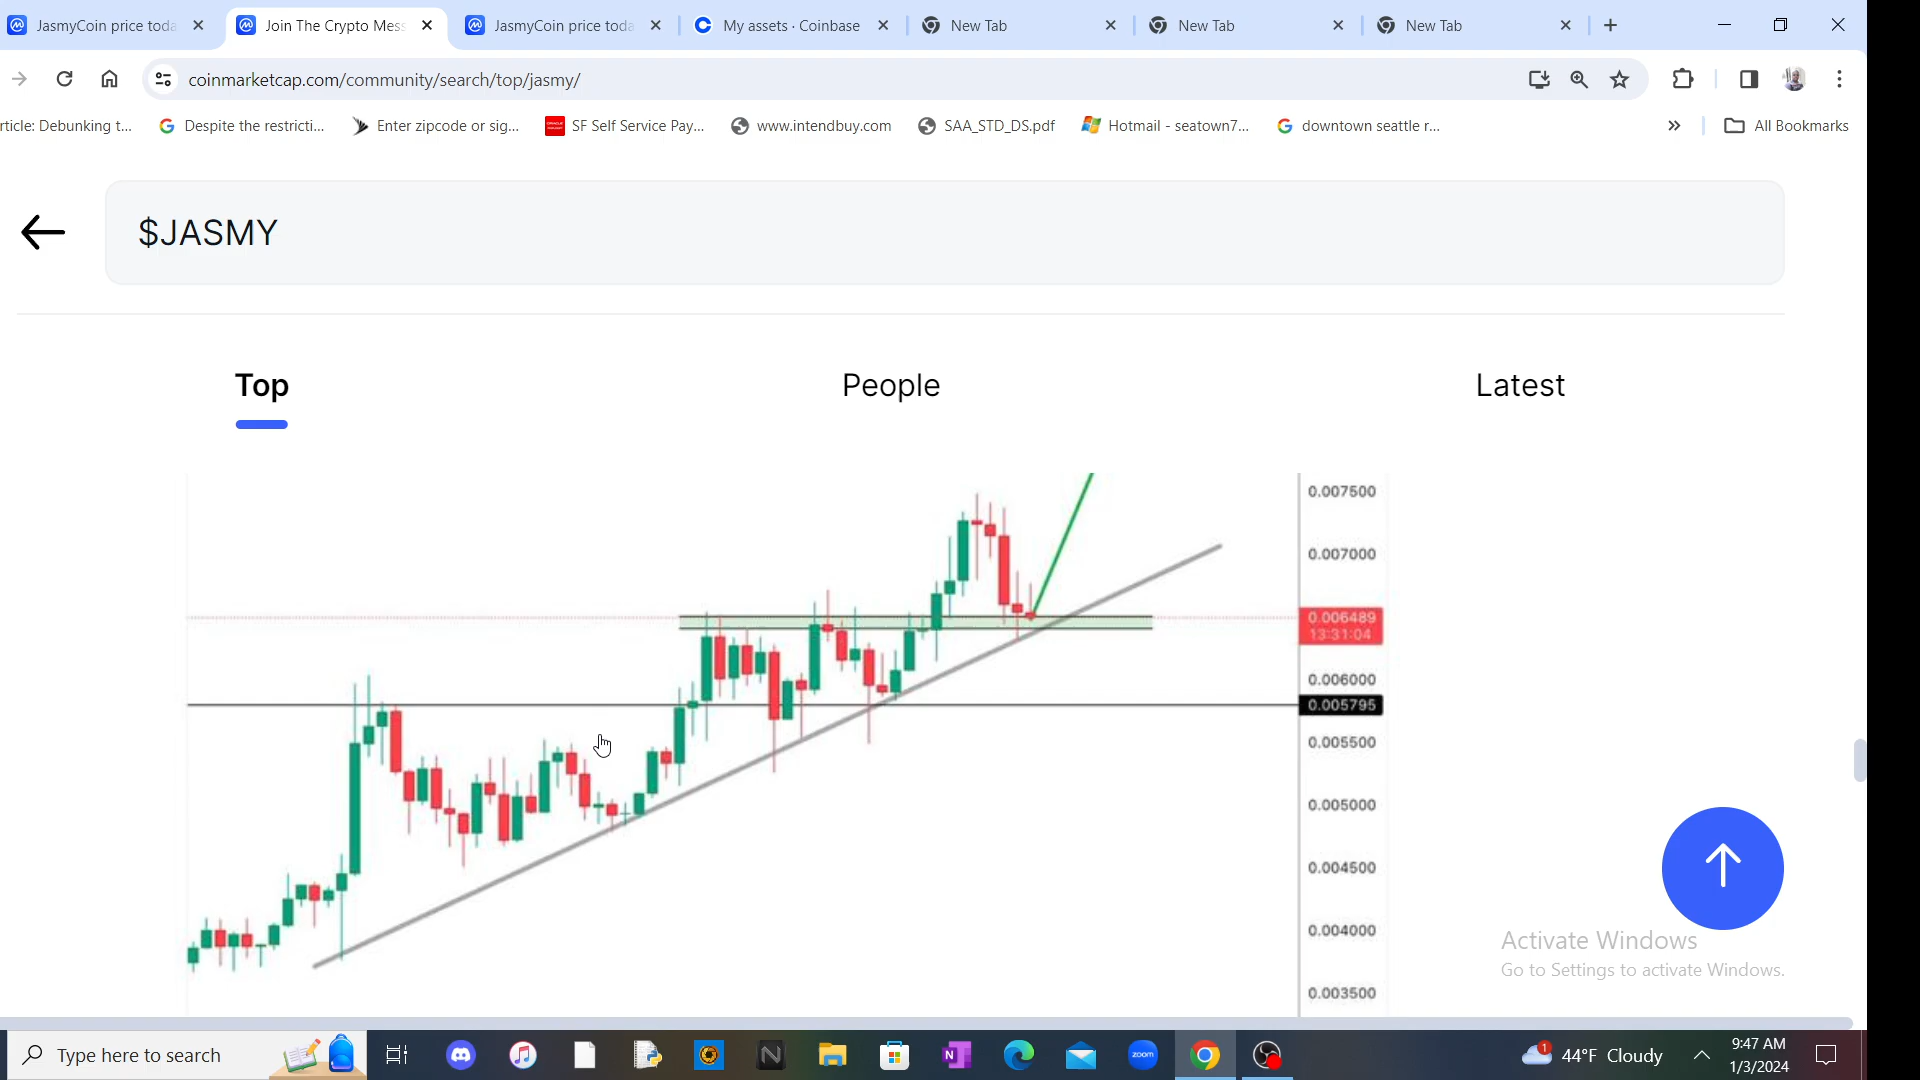 JasmyCoin price toda
Join The Crypto Mess
JasmyCoin price toda
My assets · Coinbase
New Tab
New Tab
New Tab
coinmarketcap.com/community/search/top/jasmy/
rticle: Debunking t...
Despite the restricti...
Enter zipcode or sig...
SF Self Service Pay...
www.intendbuy.com
SAA_STD_DS.pdf
Hotmail - seatown7...
downtown seattle r...
»
All Bookmarks
$JASMY
Top
People
Latest
0.007500
0.007000
0.006489
13:31:04
0.006000
0.005795
0.005500
0.005000
0.004500
0.004000
0.003500
Activate Windows
Go to Settings to activate Windows.
Type here to search
N
N
zoom
1
44°F Cloudy
9:47 AM
1/3/2024